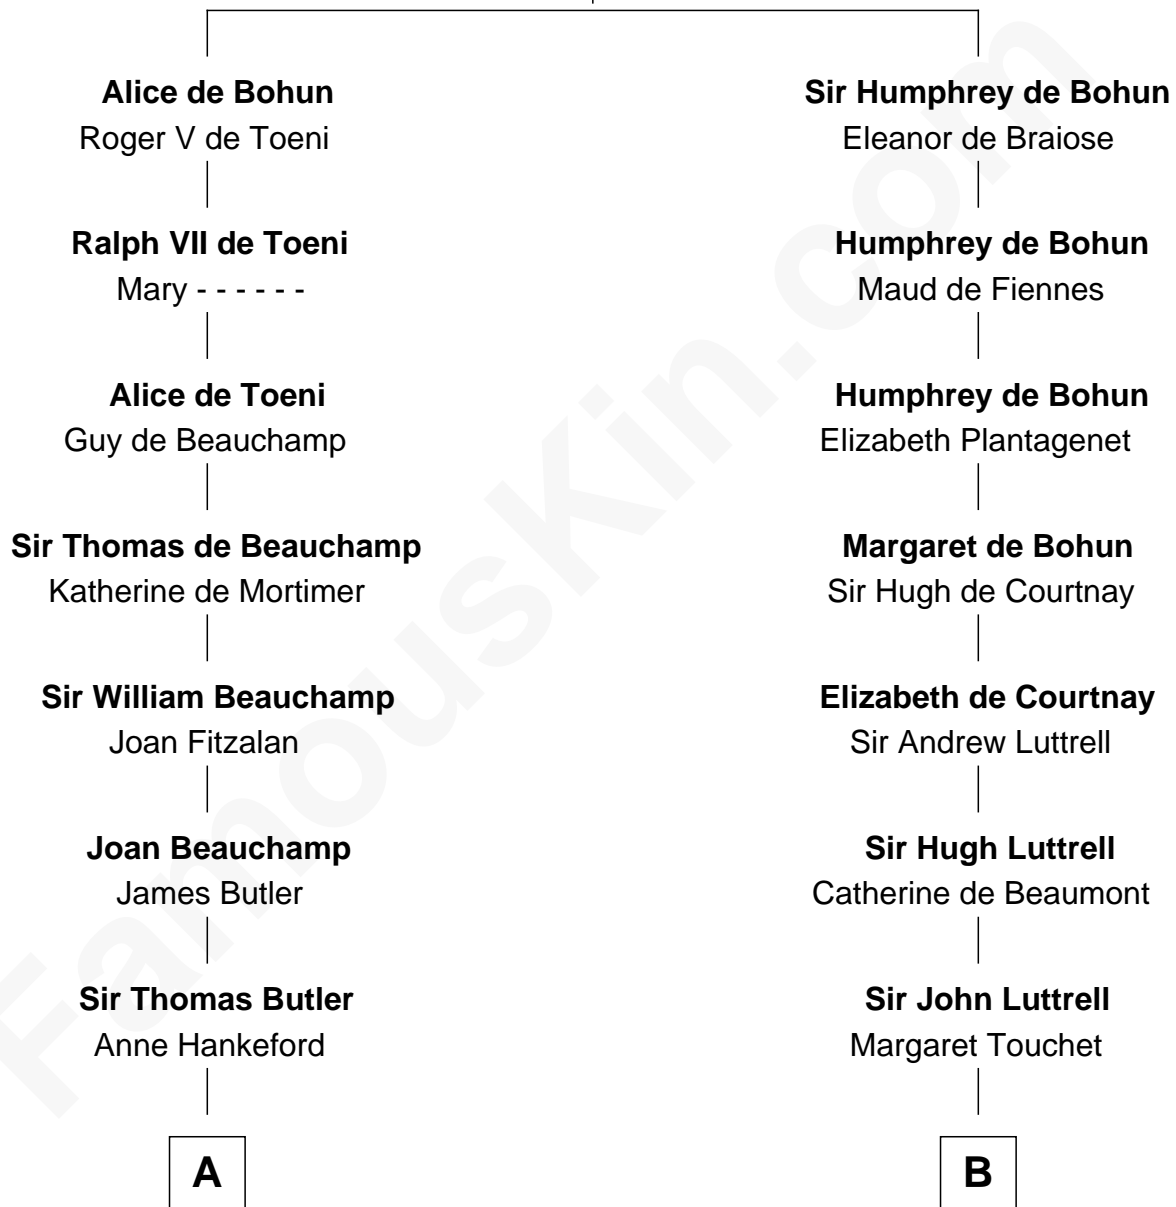 Alice de Bohun
Roger V de Toeni
Ralph VII de Toeni
Mary - - - - - -
Alice de Toeni
Guy de Beauchamp
Sir Thomas de Beauchamp
Katherine de Mortimer
Sir William Beauchamp
Joan Fitzalan
Joan Beauchamp
James Butler
Sir Thomas Butler
Anne Hankeford
A
Sir Humphrey de Bohun
Eleanor de Braiose
Humphrey de Bohun
Maud de Fiennes
Humphrey de Bohun
Elizabeth Plantagenet
Margaret de Bohun
Sir Hugh de Courtnay
Elizabeth de Courtnay
Sir Andrew Luttrell
Sir Hugh Luttrell
Catherine de Beaumont
Sir John Luttrell
Margaret Touchet
B
FamousKin.com